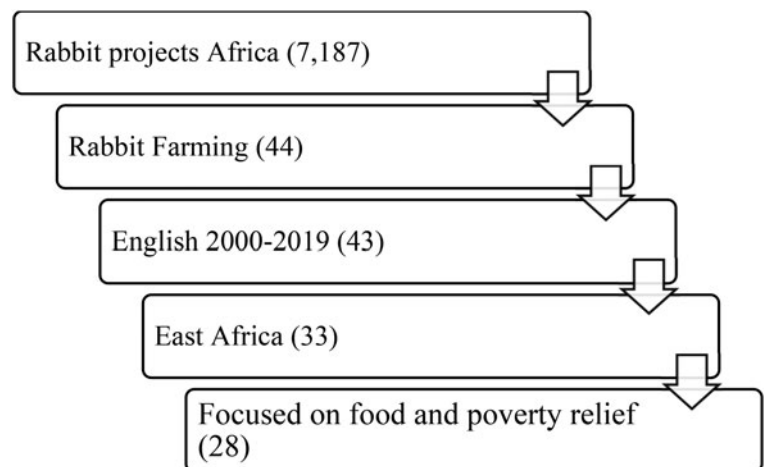 Rabbit projects Africa (7,187)
Rabbit Farming (44)
English 2000-2019 (43)
East Africa (33)
Focused on food and poverty relief
(28)